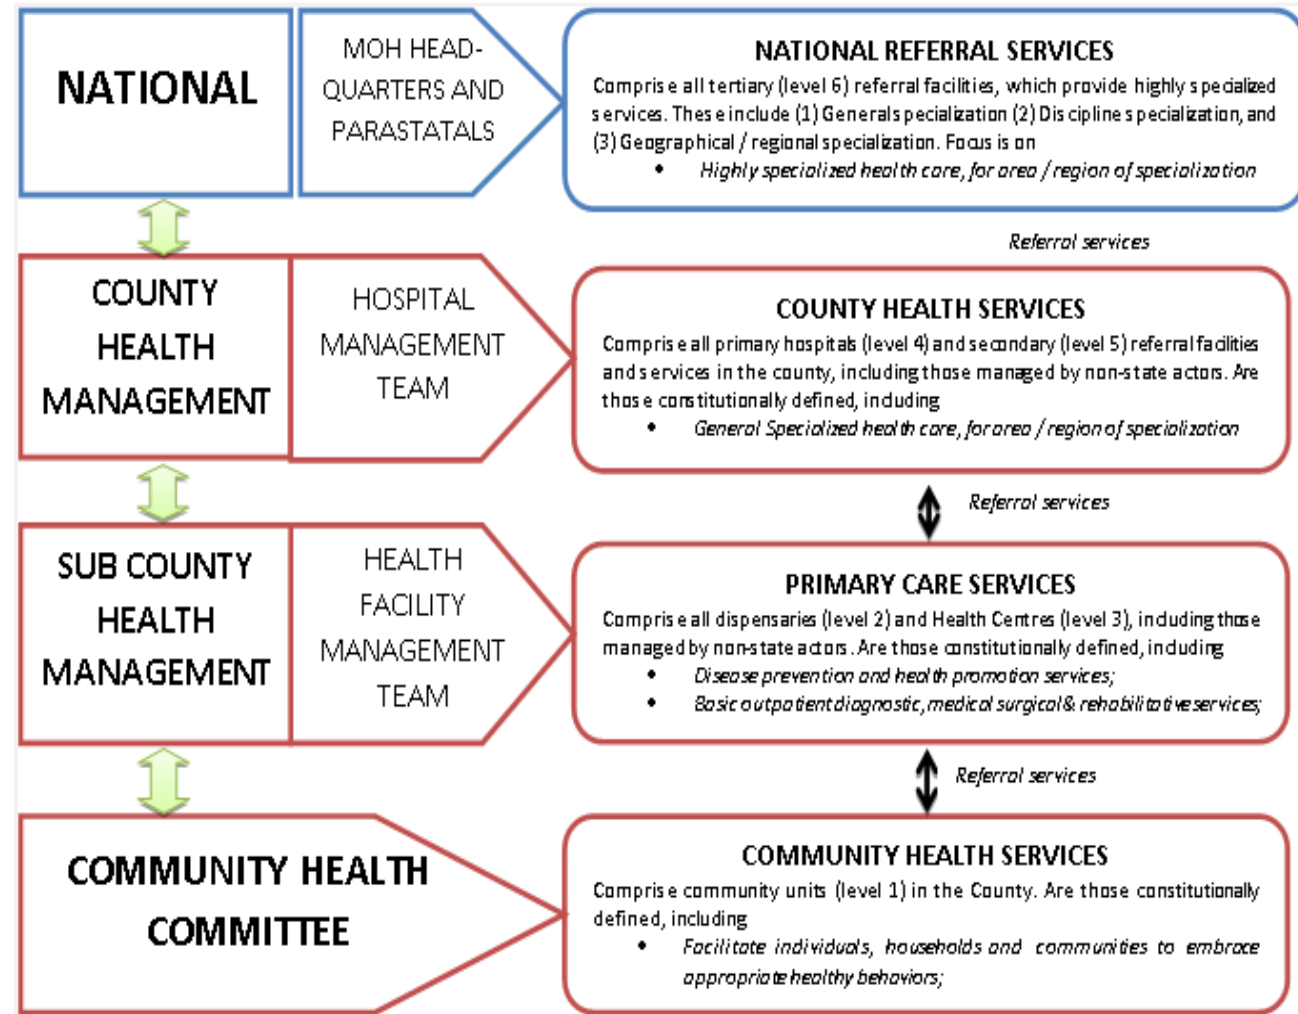 NATIONAL
MOH HEAD-
QUARTERS AND
PARASTATALS
NATIONAL REFERRAL SERVICES
Comprise all tertiary (level 6) referral facilities, which provide highly specialized
services. These include (1) General specialization (2) Discipline specialization, and
(3) Geographical / regional specialization. Focus is on
• Highly specialized health care, for area / region of specialization
Referral services
COUNTY
HEALTH
MANAGEMENT
HOSPITAL
MANAGEMENT
TEAM
COUNTY HEALTH SERVICES
Comprise all primary hospitals (level 4) and secondary (level 5) referral facilities
and services in the county, including those managed by non-state actors. Are
those constitutionally defined, including
• General Specialized health care, for area / region of specialization
Referral services
SUB COUNTY
HEALTH
MANAGEMENT
HEALTH
FACILITY
MANAGEMENT
TEAM
PRIMARY CARE SERVICES
Comprise all dispensaries (level 2) and Health Centres (level 3), including those
managed by non-state actors. Are those constitutionally defined, including
• Disease prevention and health promotion services;
• Basic outpatient diagnostic, medical surgical & rehabilitative services;
Referral services
COMMUNITY HEALTH
COMMITTEE
COMMUNITY HEALTH SERVICES
Comprise community units (level 1) in the County. Are those constitutionally
defined, including
• Facilitate individuals, households and communities to embrace
appropriate healthy behaviors;